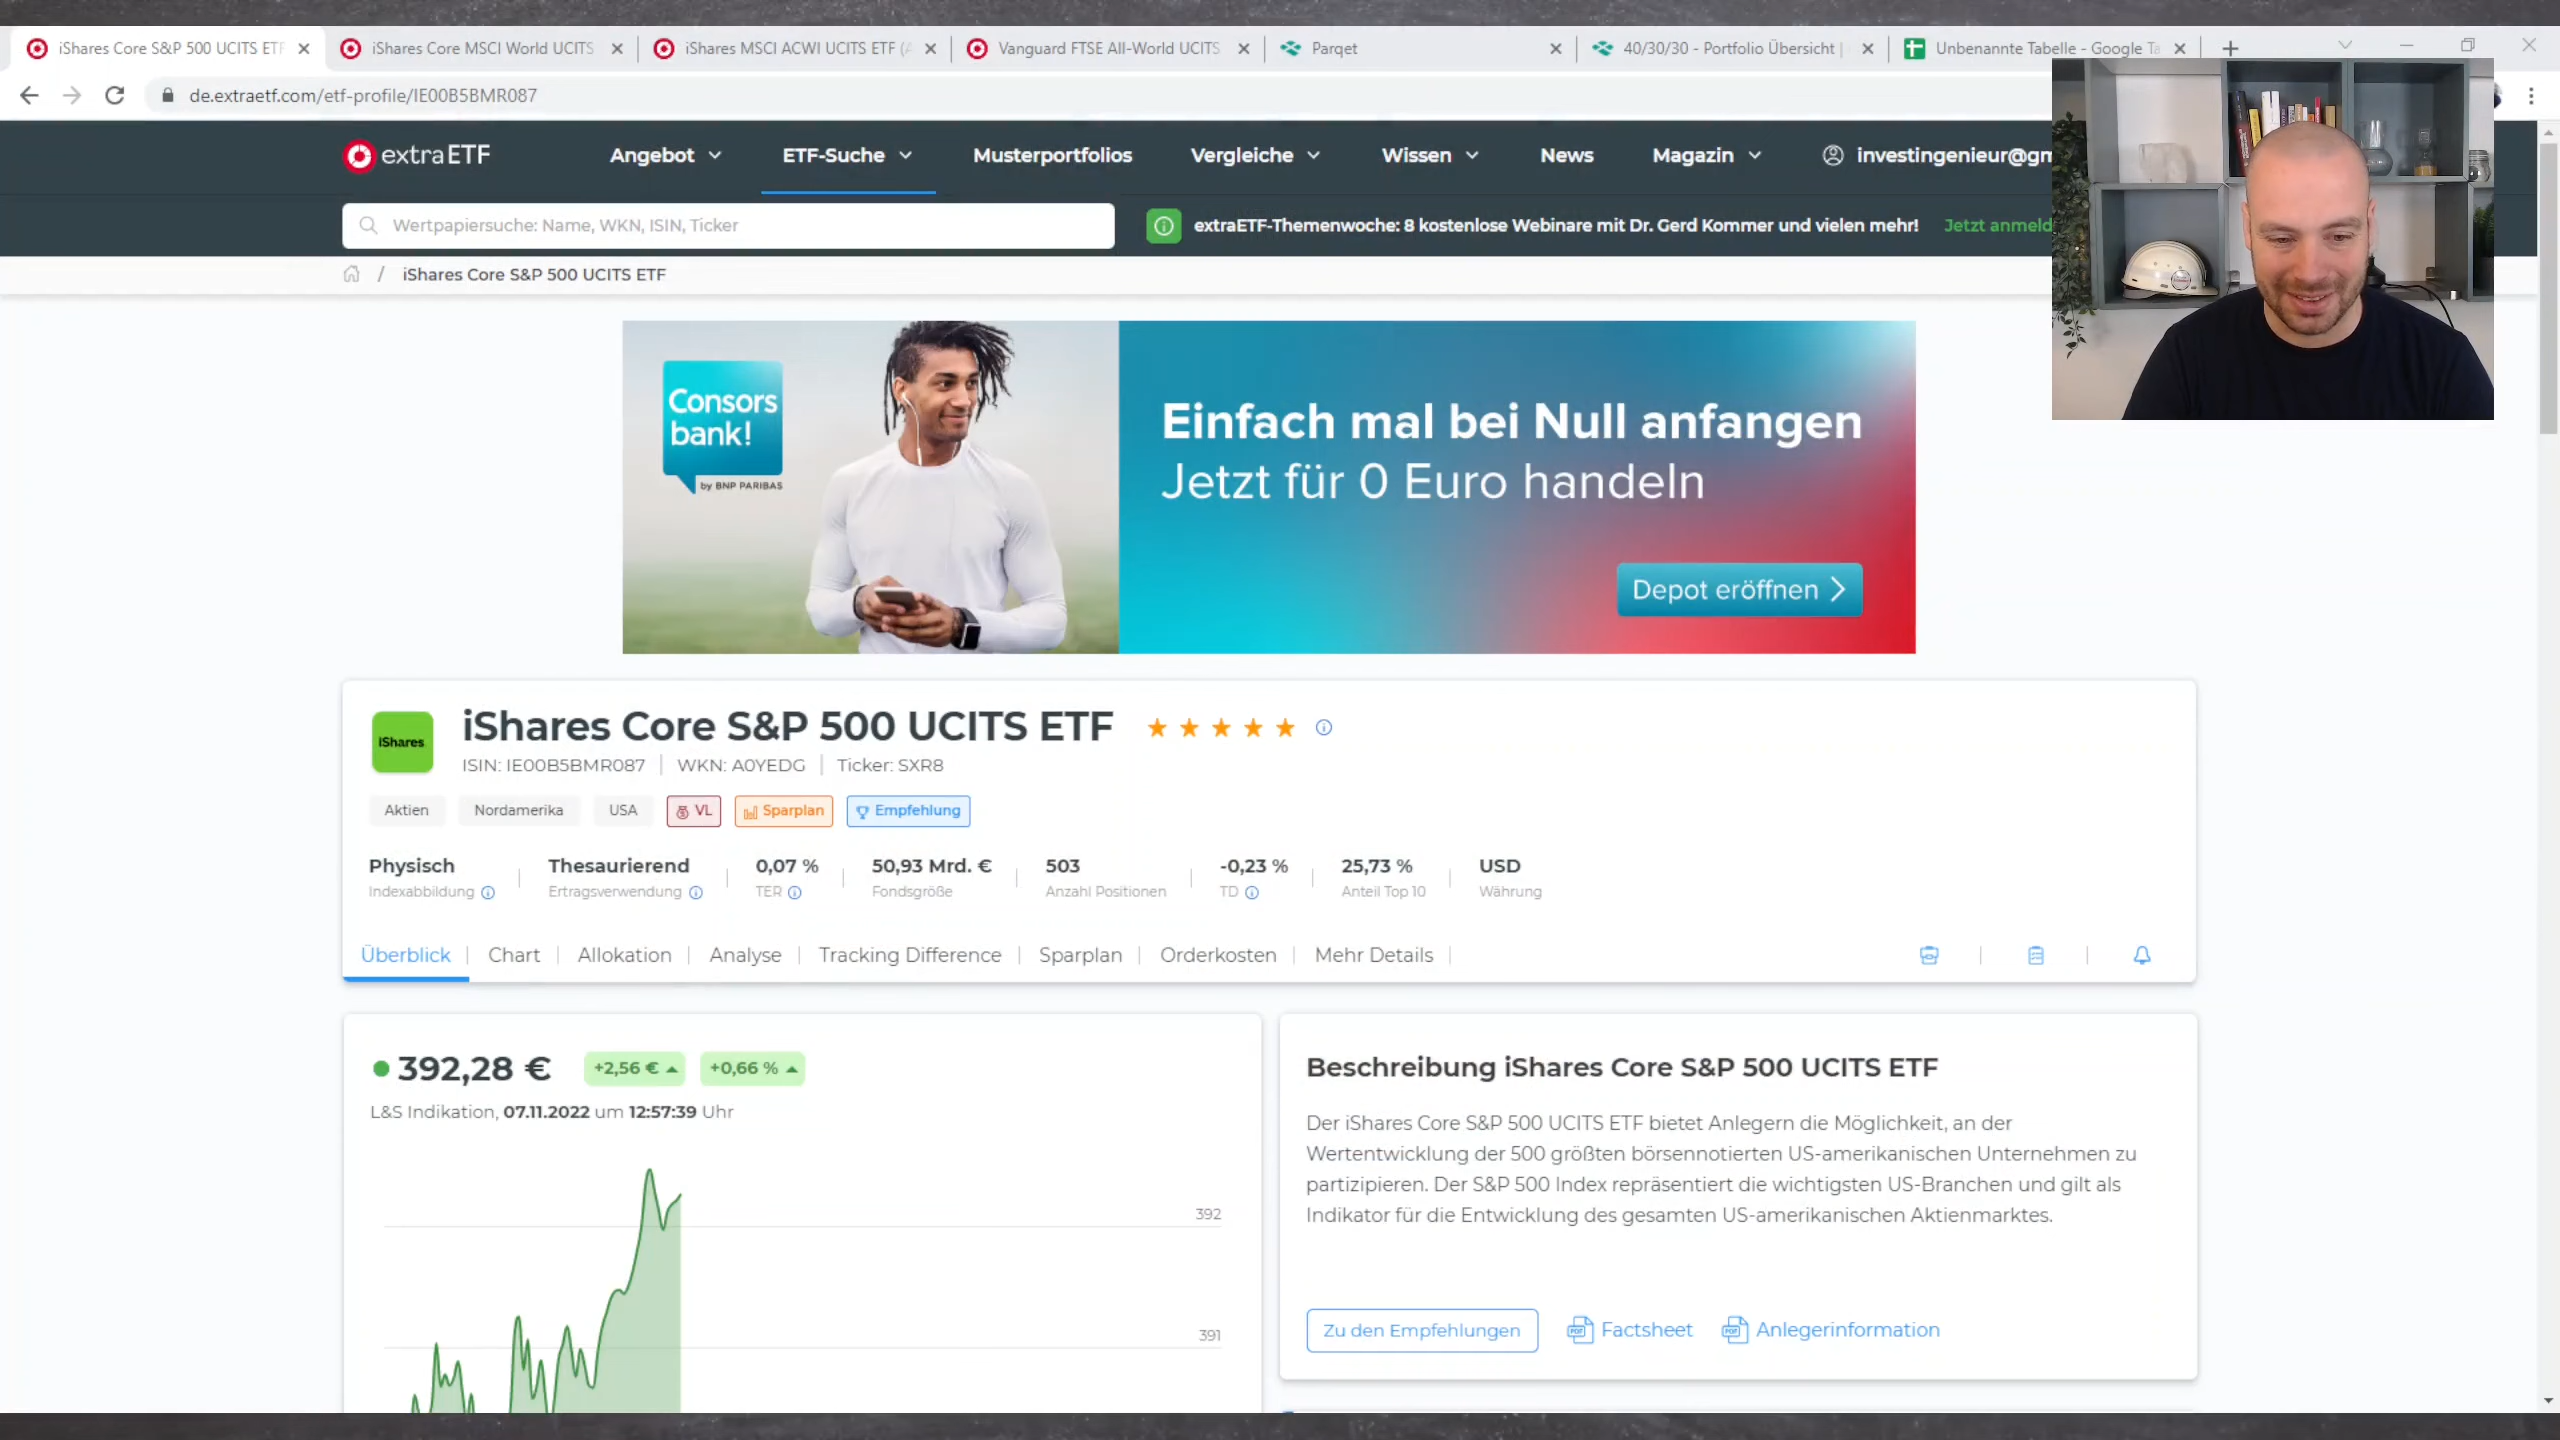 iShares Core S&P 500 UCITS ETF
iShares Core MSCI World UCITS
iShares MSCI ACWI UCITS ETF (A
Vanguard FTSE All-World UCITS
Parqet
40/30/30 - Portfolio Übersicht |
Unbenannte Tabelle - Google Ta
de.extraetf.com/etf-profile/IE00B5BMR087
extraETF
Angebot
ETF-Suche
Musterportfolios
Vergleiche
Wissen
News
Magazin
investingenieur@gm
Wertpapiersuche: Name, WKN, ISIN, Ticker
extraETF-Themenwoche: 8 kostenlose Webinare mit Dr. Gerd Kommer und vielen mehr! Jetzt anmeld
/ iShares Core S&P 500 UCITS ETF
Consors
bank!
by BNP PARIBAS
Einfach mal bei Null anfangen
Jetzt für 0 Euro handeln
Depot eröffnen
iShares
iShares Core S&P 500 UCITS ETF
ISIN: IE00B5BMR087 | WKN: A0YEDG | Ticker: SXR8
Aktien Nordamerika USA VL Sparplan Empfehlung
Physisch Thesaurierend 0,07 % 50,93 Mrd. € 503 -0,23 % 25,73 % USD
Indexabbildung Ertragsverwendung TER Fondsgröße Anzahl Positionen TD Anteil Top 10 Währung
Überblick | Chart | Allokation | Analyse | Tracking Difference | Sparplan | Orderkosten | Mehr Details |
392,28 € +2,56 € +0,66 %
L&S Indikation, 07.11.2022 um 12:57:39 Uhr
392
391
Beschreibung iShares Core S&P 500 UCITS ETF
Der iShares Core S&P 500 UCITS ETF bietet Anlegern die Möglichkeit, an der
Wertentwicklung der 500 größten börsennotierten US-amerikanischen Unternehmen zu
partizipieren. Der S&P 500 Index repräsentiert die wichtigsten US-Branchen und gilt als
Indikator für die Entwicklung des gesamten US-amerikanischen Aktienmarktes.
Zu den Empfehlungen
Factsheet
Anlegerinformation